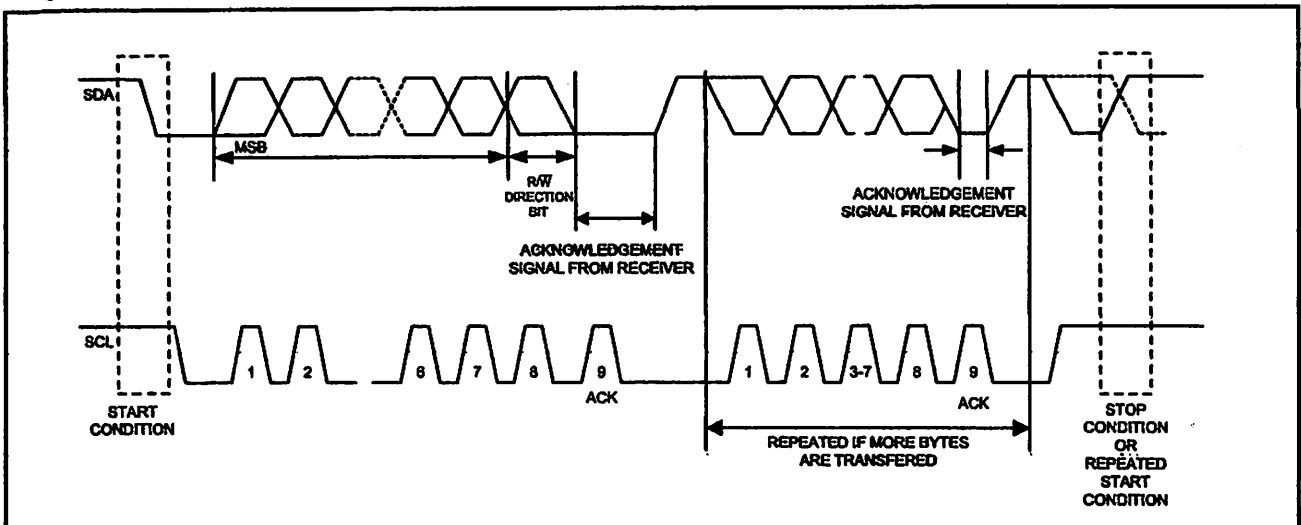 SDA
MSB
R/W̅
DIRECTION
BIT
ACKNOWLEDGEMENT
SIGNAL FROM RECEIVER
ACKNOWLEDGEMENT
SIGNAL FROM RECEIVER
SCL
1 2 6 7 8 9 1 2 3-7 8 9
ACK ACK
START
CONDITION
REPEATED IF MORE BYTES
ARE TRANSFERED
STOP
CONDITION
OR
REPEATED
START
CONDITION